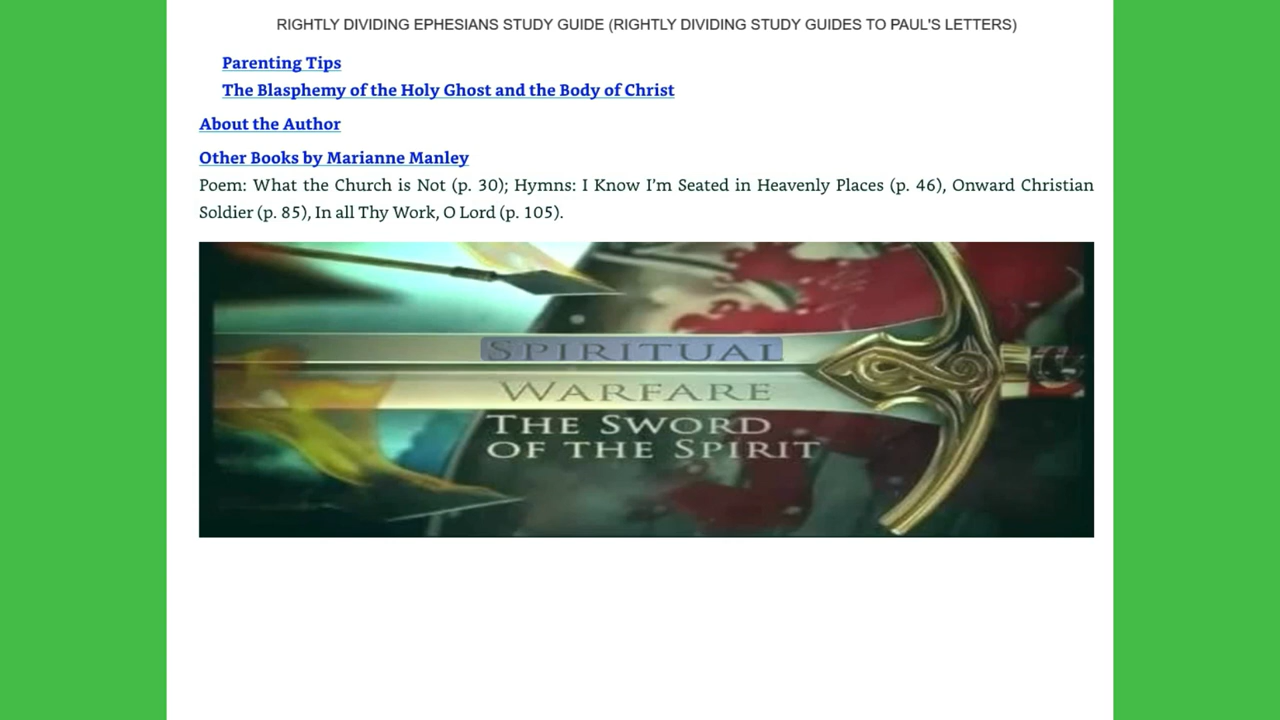 RIGHTLY DIVIDING EPHESIANS STUDY GUIDE (RIGHTLY DIVIDING STUDY GUIDES TO PAUL'S LETTERS)
Parenting Tips
The Blasphemy of the Holy Ghost and the Body of Christ
About the Author
Other Books by Marianne Manley
Poem: What the Church is Not (p. 30); Hymns: I Know I’m Seated in Heavenly Places (p. 46), Onward Christian
Soldier (p. 85), In all Thy Work, O Lord (p. 105).
SPIRITUAL
WARFARE
THE SWORD
OF THE SPIRIT